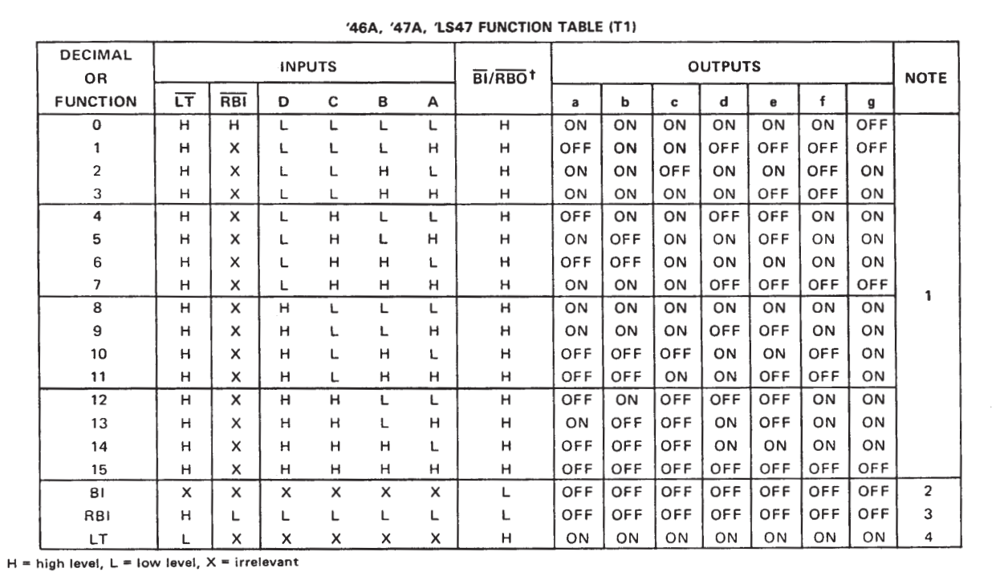 '46A, '47A, 'LS47 FUNCTION TABLE (T1)
DECIMAL OR FUNCTION INPUTS BI/RBO† OUTPUTS NOTE
LT RBI D C B A a b c d e f g
0 H H L L L L H ON ON ON ON ON ON OFF
1 H X L L L H H OFF ON ON OFF OFF OFF OFF
2 H X L L H L H ON ON OFF ON ON OFF ON
3 H X L L H H H ON ON ON ON OFF OFF ON
4 H X L H L L H OFF ON ON OFF OFF ON ON
5 H X L H L H H ON OFF ON ON OFF ON ON
6 H X L H H L H OFF OFF ON ON ON ON ON
7 H X L H H H H ON ON ON OFF OFF OFF OFF
1
8 H X H L L L H ON ON ON ON ON ON ON
9 H X H L L H H ON ON ON OFF OFF ON ON
10 H X H L H L H OFF OFF OFF ON ON OFF ON
11 H X H L H H H OFF OFF ON ON OFF OFF ON
12 H X H H L L H OFF ON OFF OFF OFF ON ON
13 H X H H L H H ON OFF OFF ON OFF ON ON
14 H X H H H L H OFF OFF OFF ON ON ON ON
15 H X H H H H H OFF OFF OFF OFF OFF OFF OFF
BI X X X X X X L OFF OFF OFF OFF OFF OFF OFF 2
RBI H L L L L L L OFF OFF OFF OFF OFF OFF OFF 3
LT L X X X X X H ON ON ON ON ON ON ON 4
H = high level, L = low level, X = irrelevant